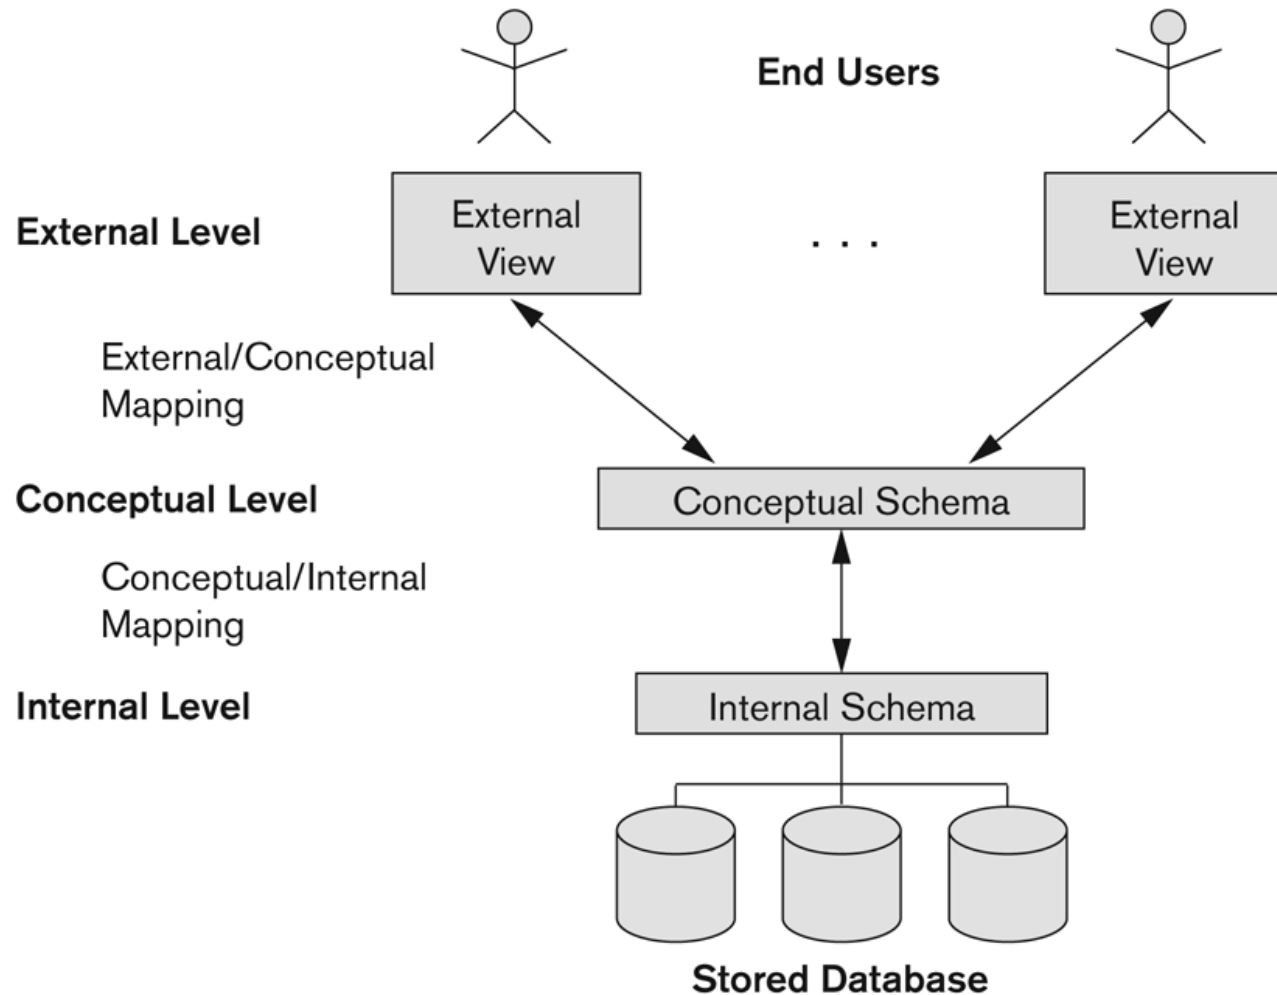 End Users
External Level
External
View
. . .
External
View
External/Conceptual
Mapping
Conceptual Level
Conceptual Schema
Conceptual/Internal
Mapping
Internal Level
Internal Schema
Stored Database